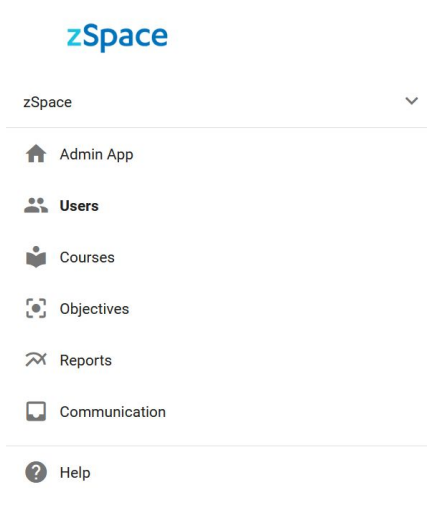 zSpace
zSpace
Admin App
Users
Courses
Objectives
Reports
Communication
Help